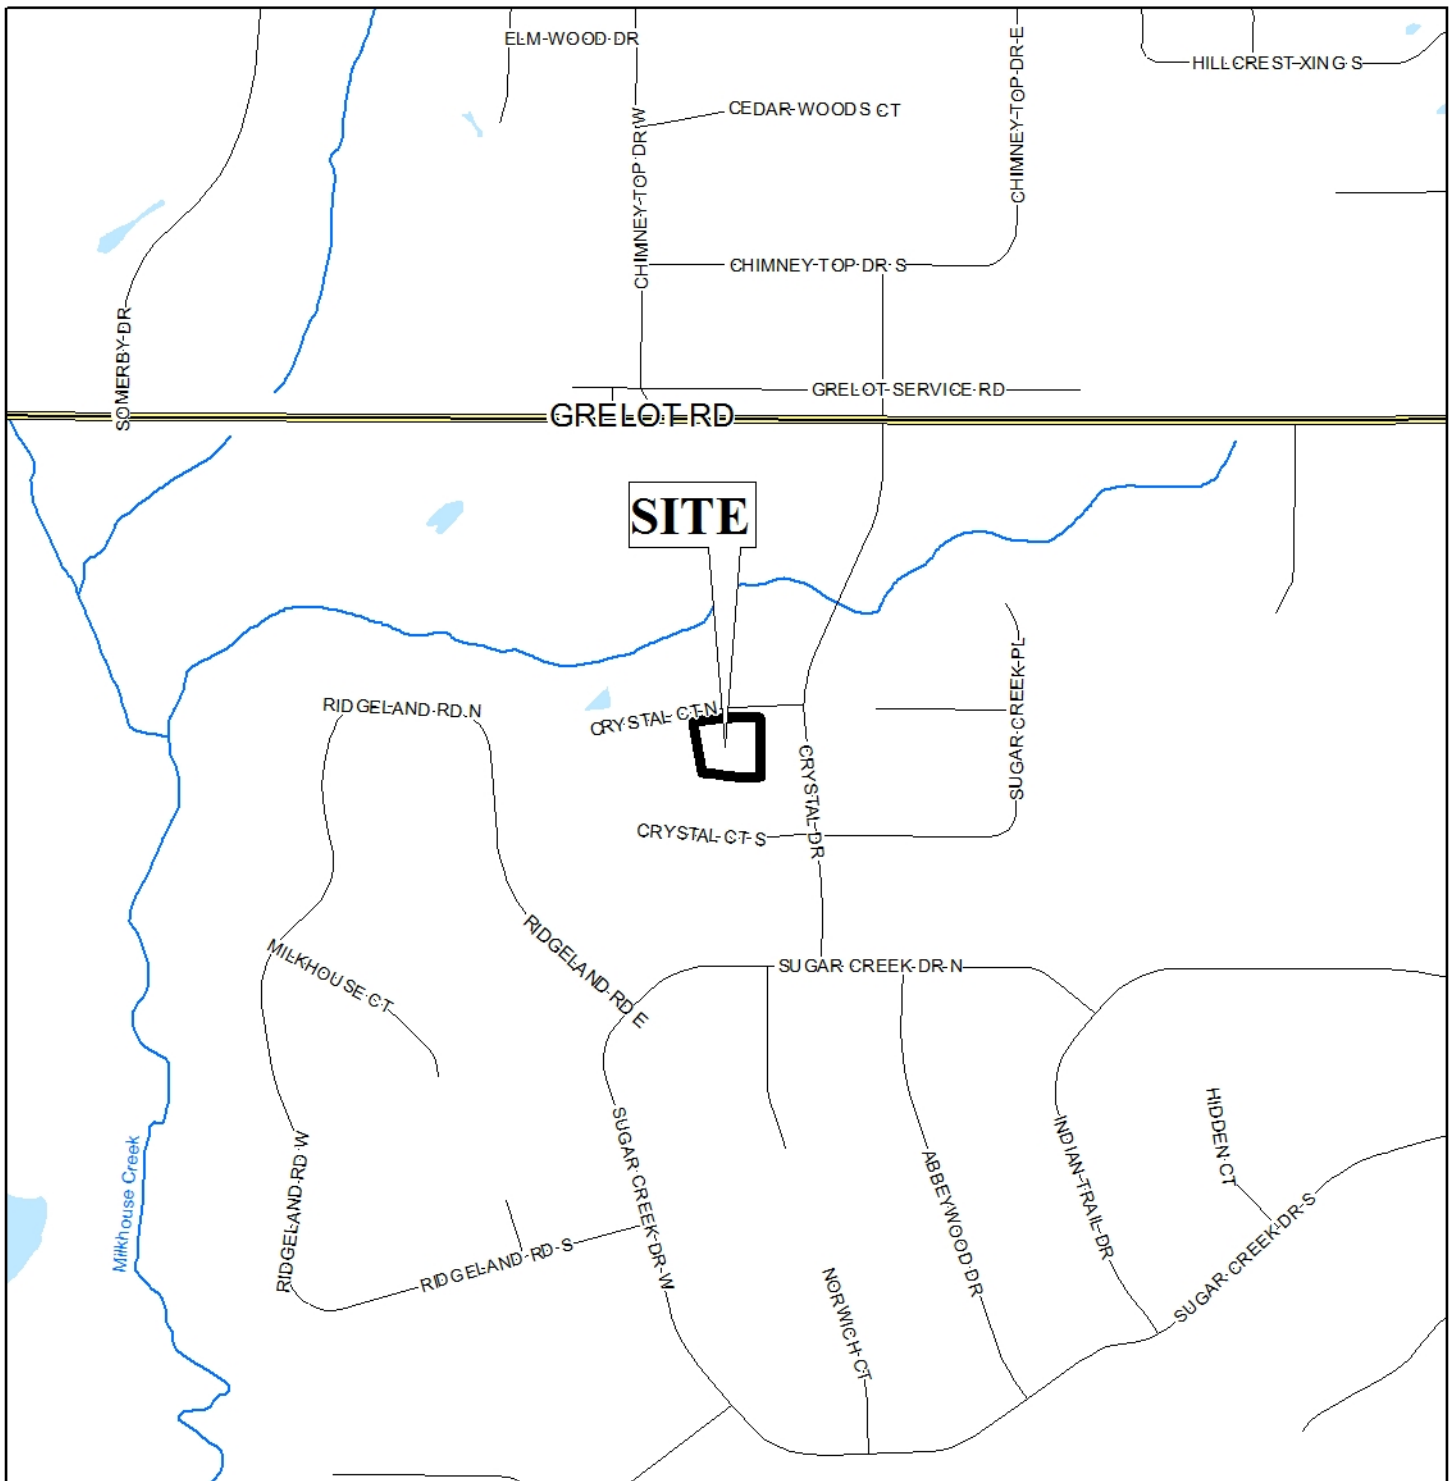 ELM-WOOD DR
CHIMNEY-TOP DR W
CEDAR-WOODS CT
CHIMNEY-TOP-DR-E
HILLCREST-XING S
CHIMNEY-TOP-DR S
SOMERBY-DR
GRELOT-SERVICE-RD
GRELOT RD
SITE
RIDGELAND-RD N
CRYSTAL-CT-N
SUGAR-CREEK-PL
CRYSTAL-DR
CRYSTAL-CT-S
RIDGELAND-RD E
MILKHOUSE CT
SUGAR CREEK-DR-N
Milkhouse Creek
RIDGELAND-RD W
RIDGELAND-RD-S
SUGAR CREEK-DR-W
ABBEYWOOD DR
INDIAN-TRAIL-DR
HIDDEN CT
SUGAR-CREEK-DR-S
NORWICH-CT